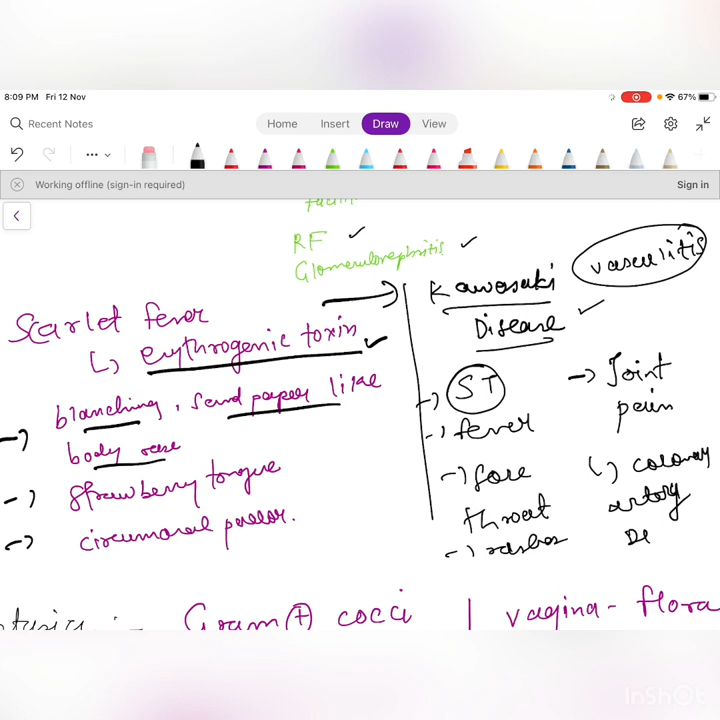 8:09 PM Fri 12 Nov
67%
Recent Notes
Home Insert Draw View
Working offline (sign-in required)
Sign in
RF
Glomerulonephritis
Scarlet fever
erythrogenic toxin
blanching, sand paper like
body
strawberry tongue
circumoral pallor.
Kawasaki
Disease
vasculitis
ST
fever
Sore
throat
rashes
Joint
pain
coronary
artery
Gram + cocci
vagina - flora
InShOt